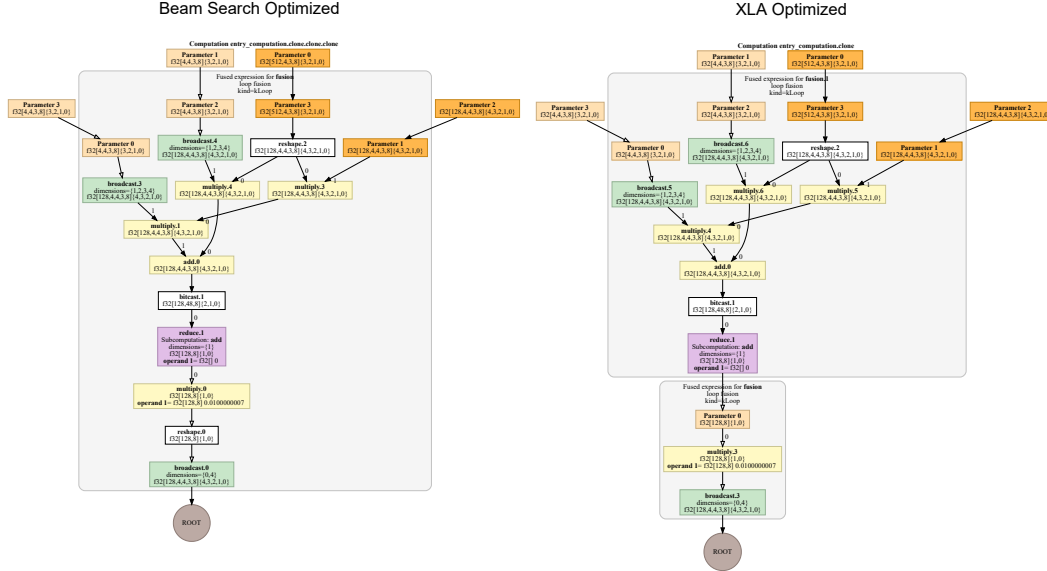 Beam Search Optimized
Computation entry_computation.clone.clone.clone
Parameter 1
f32[4,4,3,8]{3,2,1,0}
Parameter 0
f32[512,4,3,8]{3,2,1,0}
Fused expression for fusion
loop fusion
kind=kLoop
Parameter 3
f32[4,4,3,8]{3,2,1,0}
Parameter 2
f32[4,4,3,8]{3,2,1,0}
Parameter 3
f32[512,4,3,8]{3,2,1,0}
Parameter 2
f32[128,4,4,3,8]{4,3,2,1,0}
Parameter 0
f32[4,4,3,8]{3,2,1,0}
broadcast.4
dimensions={1,2,3,4}
f32[128,4,4,3,8]{4,3,2,1,0}
reshape.2
f32[128,4,4,3,8]{4,3,2,1,0}
Parameter 1
f32[128,4,4,3,8]{4,3,2,1,0}
broadcast.3
dimensions={1,2,3,4}
f32[128,4,4,3,8]{4,3,2,1,0}
1
0
0
1
multiply.4
f32[128,4,4,3,8]{4,3,2,1,0}
multiply.3
f32[128,4,4,3,8]{4,3,2,1,0}
1
0
multiply.1
f32[128,4,4,3,8]{4,3,2,1,0}
1
0
add.0
f32[128,4,4,3,8]{4,3,2,1,0}
bitcast.1
f32[128,48,8]{2,1,0}
0
reduce.1
Subcomputation: add
dimensions={1}
f32[128,8]{1,0}
operand 1= f32[] 0
0
multiply.0
f32[128,8]{1,0}
operand 1= f32[128,8] 0.0100000007
reshape.0
f32[128,8]{1,0}
broadcast.0
dimensions={0,4}
f32[128,4,4,3,8]{4,3,2,1,0}
ROOT
XLA Optimized
Computation entry_computation.clone
Parameter 1
f32[4,4,3,8]{3,2,1,0}
Parameter 0
f32[512,4,3,8]{3,2,1,0}
Fused expression for fusion.1
loop fusion
kind=kLoop
Parameter 3
f32[4,4,3,8]{3,2,1,0}
Parameter 2
f32[4,4,3,8]{3,2,1,0}
Parameter 3
f32[512,4,3,8]{3,2,1,0}
Parameter 2
f32[128,4,4,3,8]{4,3,2,1,0}
Parameter 0
f32[4,4,3,8]{3,2,1,0}
broadcast.6
dimensions={1,2,3,4}
f32[128,4,4,3,8]{4,3,2,1,0}
reshape.2
f32[128,4,4,3,8]{4,3,2,1,0}
Parameter 1
f32[128,4,4,3,8]{4,3,2,1,0}
broadcast.5
dimensions={1,2,3,4}
f32[128,4,4,3,8]{4,3,2,1,0}
1
0
0
1
multiply.6
f32[128,4,4,3,8]{4,3,2,1,0}
multiply.5
f32[128,4,4,3,8]{4,3,2,1,0}
1
0
multiply.4
f32[128,4,4,3,8]{4,3,2,1,0}
1
0
add.0
f32[128,4,4,3,8]{4,3,2,1,0}
bitcast.1
f32[128,48,8]{2,1,0}
0
reduce.1
Subcomputation: add
dimensions={1}
f32[128,8]{1,0}
operand 1= f32[] 0
Fused expression for fusion
loop fusion
kind=kLoop
Parameter 0
f32[128,8]{1,0}
0
multiply.3
f32[128,8]{1,0}
operand 1= f32[128,8] 0.0100000007
broadcast.3
dimensions={0,4}
f32[128,4,4,3,8]{4,3,2,1,0}
ROOT